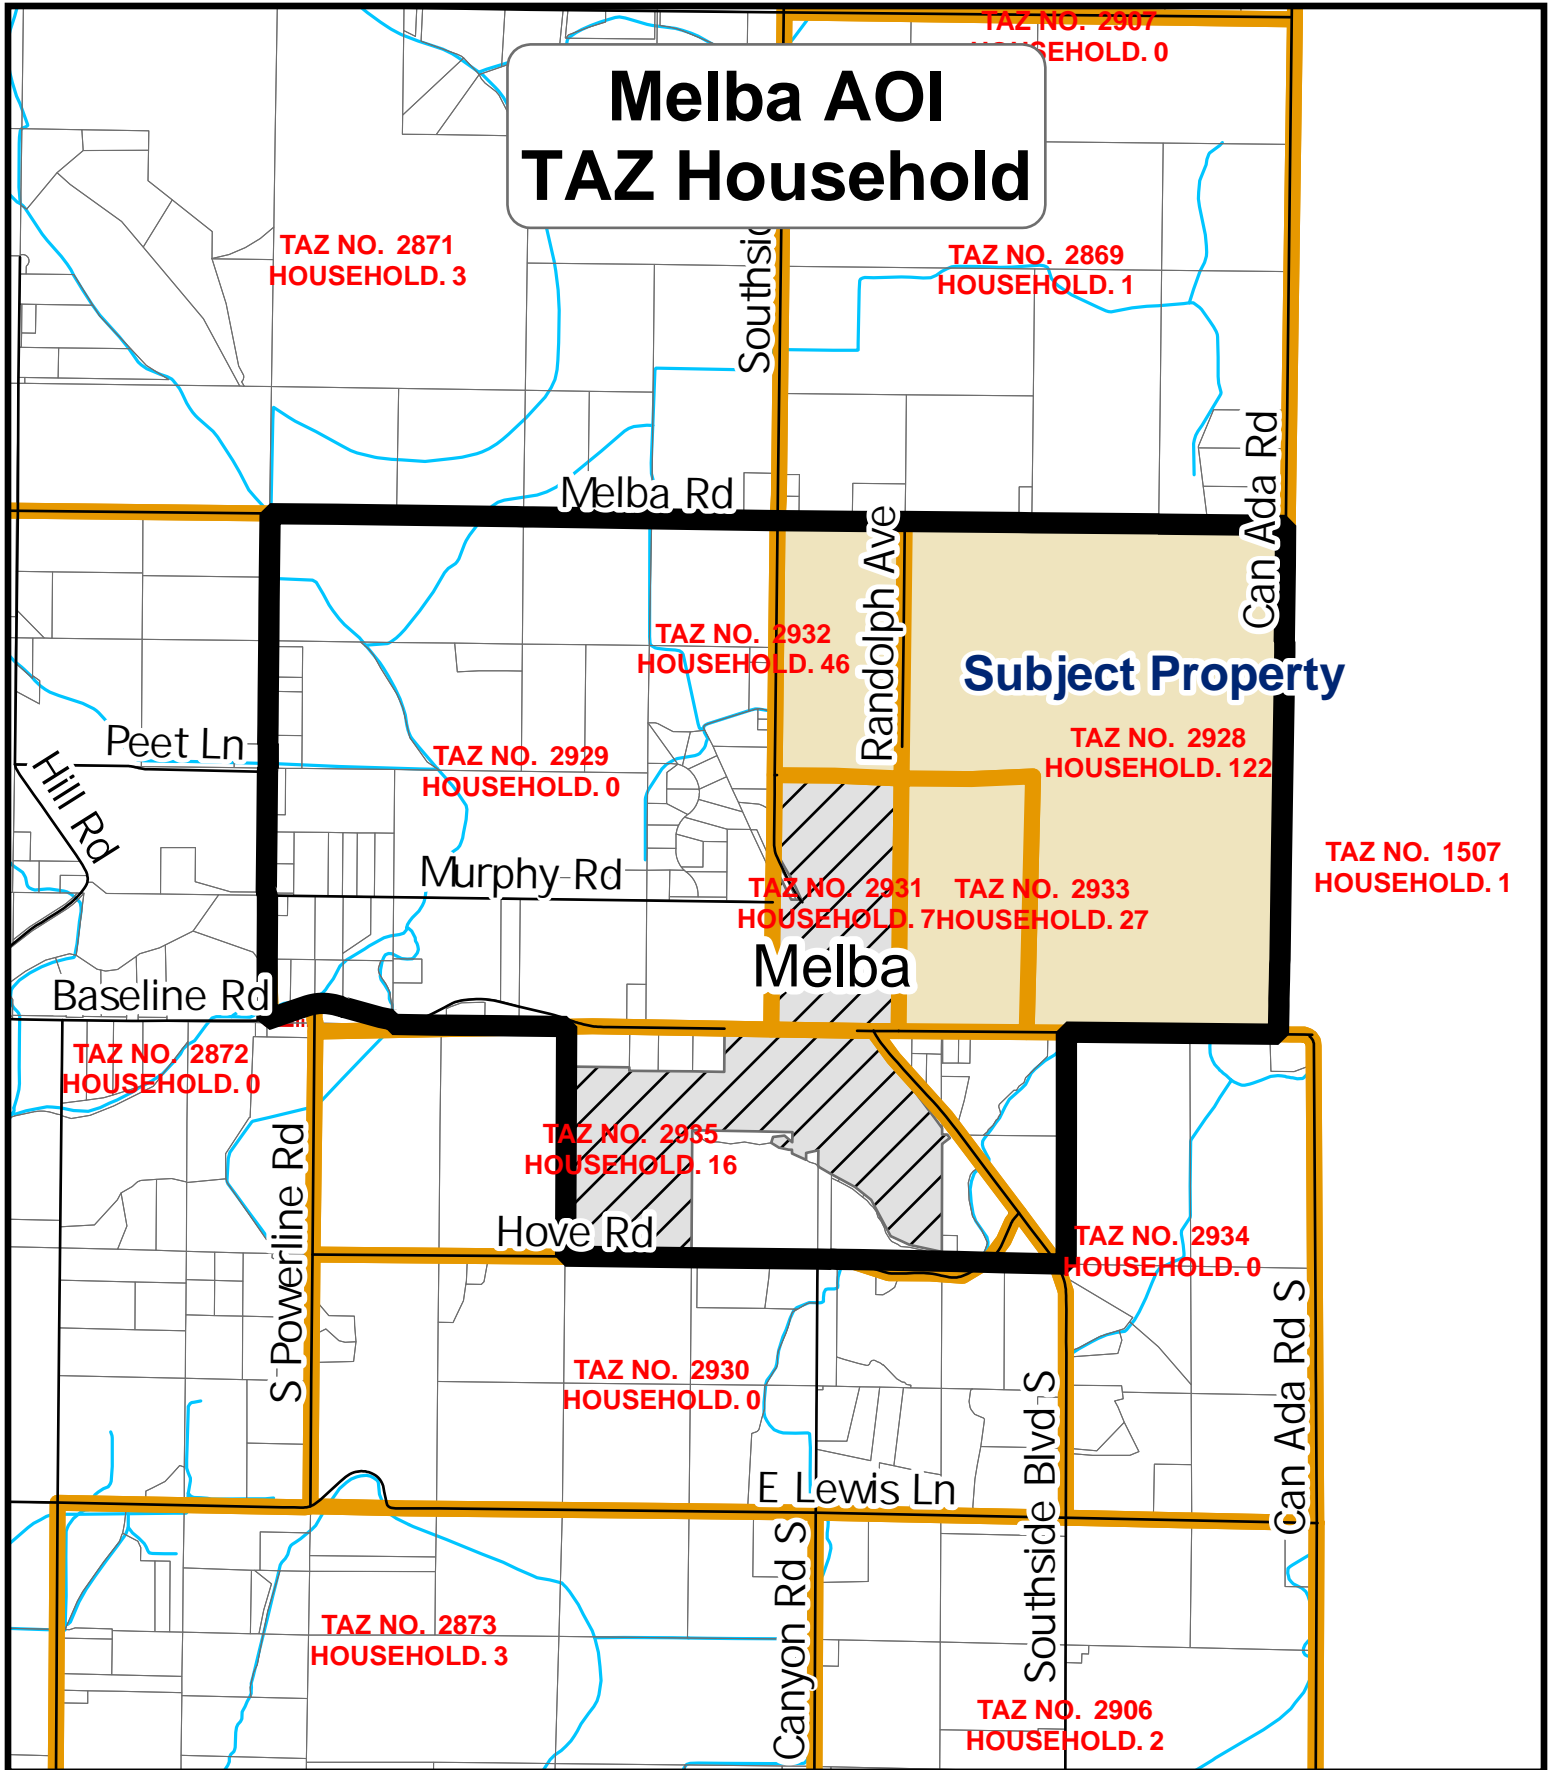 TAZ NO. 2907
HOUSEHOLD. 0
Melba AOI
TAZ Household
TAZ NO. 2871
HOUSEHOLD. 3
TAZ NO. 2869
HOUSEHOLD. 1
Can Ada Rd
Melba Rd
Randolph Ave
TAZ NO. 2932
HOUSEHOLD. 46
Subject Property
Peet Ln
TAZ NO. 2929
HOUSEHOLD. 0
TAZ NO. 2928
HOUSEHOLD. 122
Hill Rd
Murphy Rd
TAZ NO. 2931
HOUSEHOLD. 7
TAZ NO. 2933
HOUSEHOLD. 27
TAZ NO. 1507
HOUSEHOLD. 1
Melba
Baseline Rd
TAZ NO. 2872
HOUSEHOLD. 0
TAZ NO. 2935
HOUSEHOLD. 16
S Powerline Rd
Hove Rd
TAZ NO. 2934
HOUSEHOLD. 0
TAZ NO. 2930
HOUSEHOLD. 0
Can Ada Rd S
Southside Blvd S
E Lewis Ln
Canyon Rd S
TAZ NO. 2873
HOUSEHOLD. 3
TAZ NO. 2906
HOUSEHOLD. 2